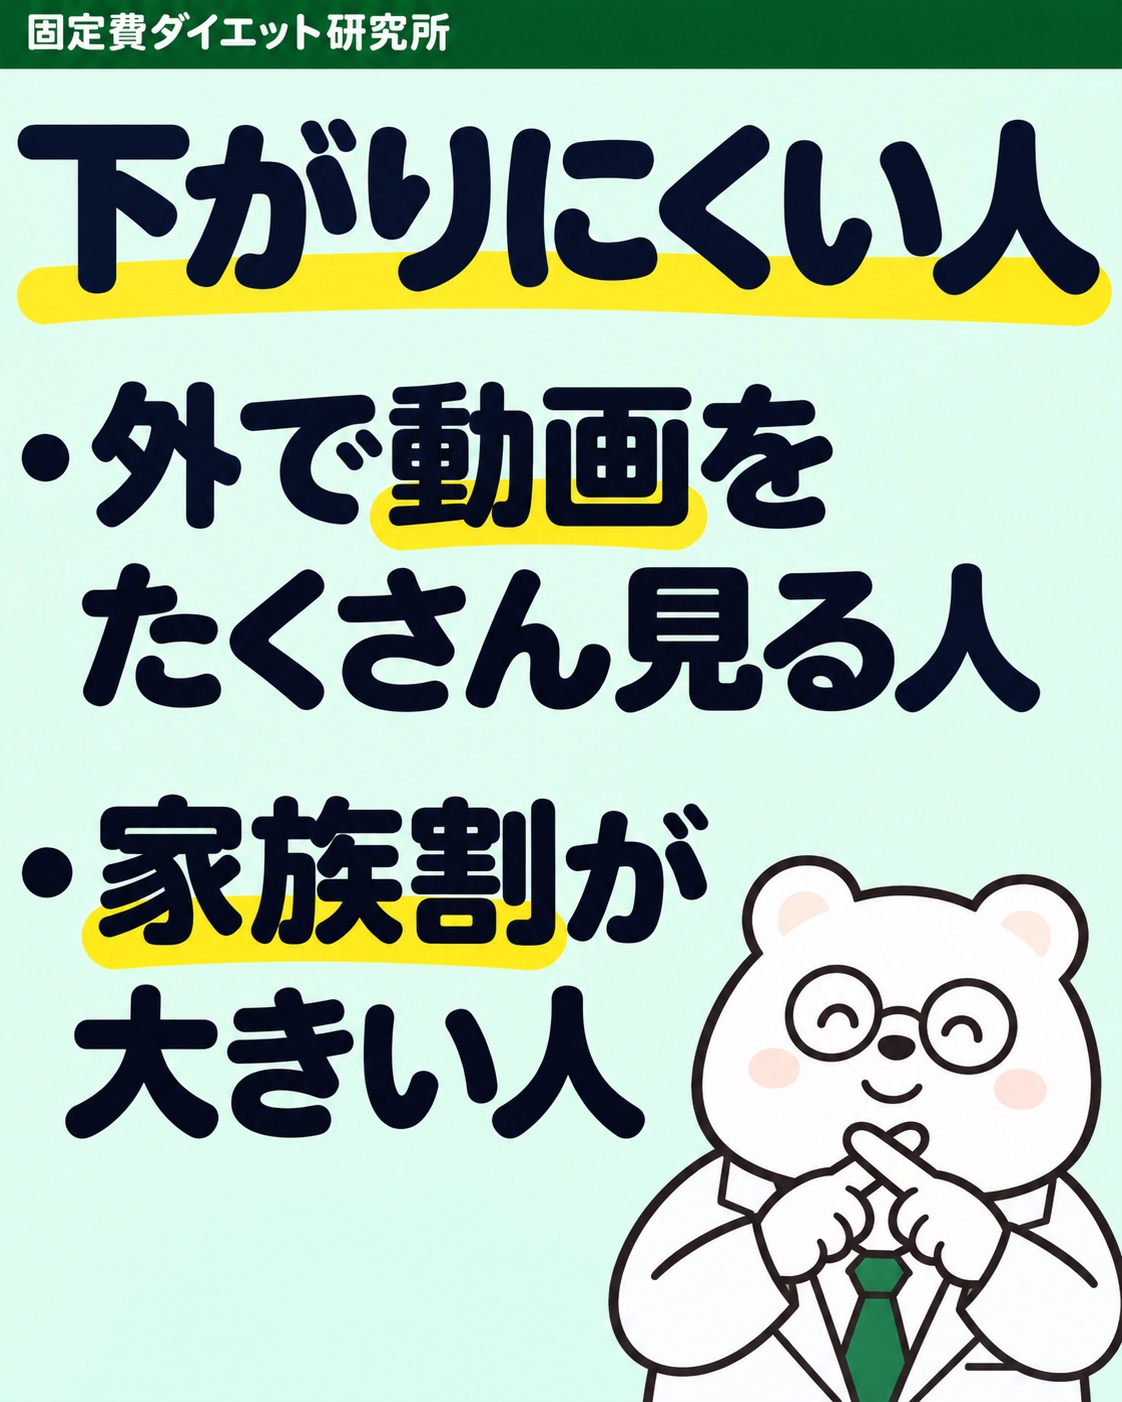 固定費ダイエット研究所
下がりにくい人
・外で動画を
たくさん見る人
・家族割が
大きい人